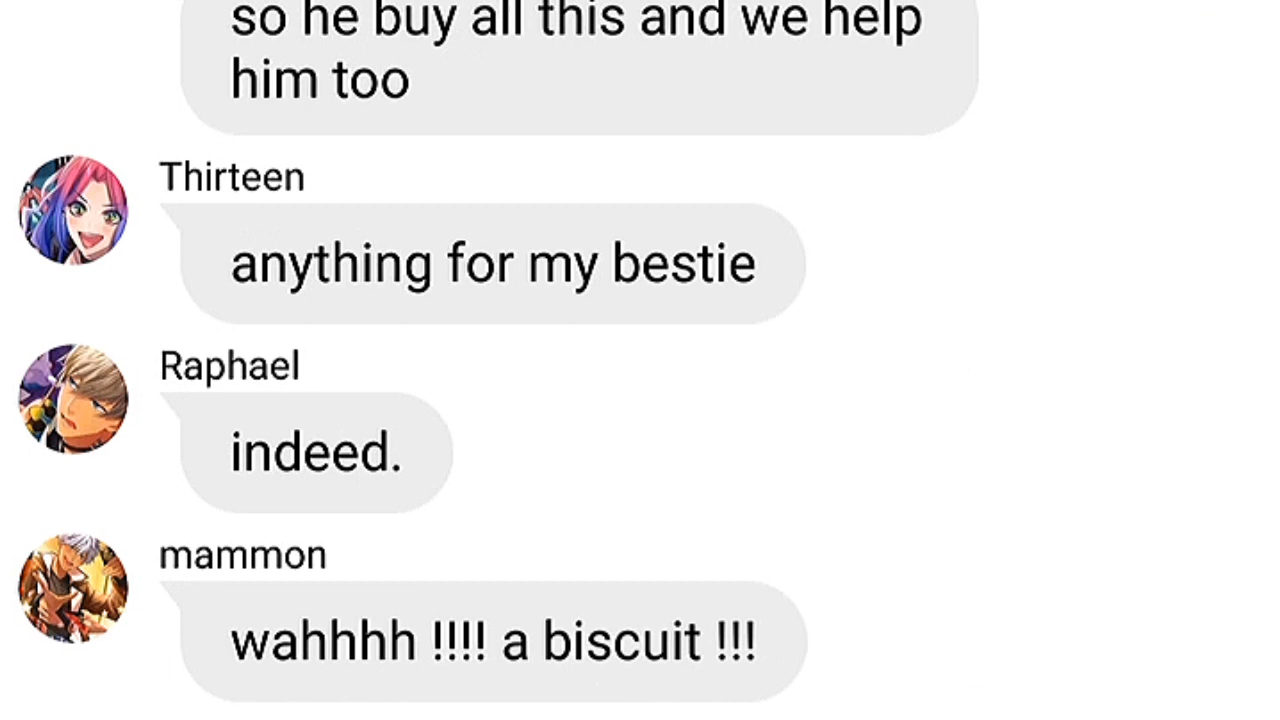 so he buy all this and we help
him too
Thirteen
anything for my bestie
Raphael
indeed.
mammon
wahhhh !!!! a biscuit !!!